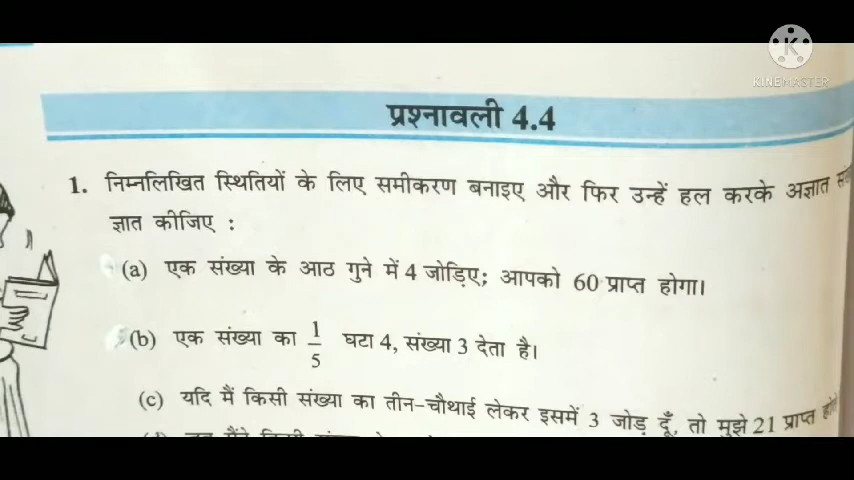 KINEMASTER
प्रश्नावली 4.4
1. निम्नलिखित स्थितियों के लिए समीकरण बनाइए और फिर उन्हें हल करके अज्ञात
ज्ञात कीजिए :
(a) एक संख्या के आठ गुने में 4 जोड़िए; आपको 60 प्राप्त होगा।
(b) एक संख्या का 1/5 घटा 4, संख्या 3 देता है।
(c) यदि मैं किसी संख्या का तीन-चौथाई लेकर इसमें 3 जोड़ दूँ, तो मुझे 21 प्राप्त